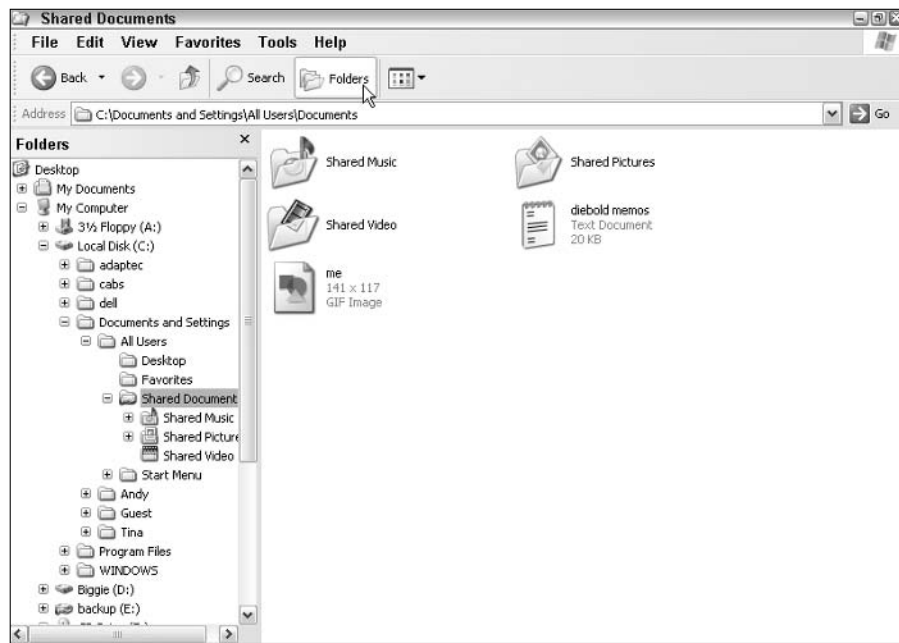 Shared Documents
File Edit View Favorites Tools Help
Back Search Folders
Address C:\Documents and Settings\All Users\Documents Go
Folders
Desktop
My Documents
My Computer
3½ Floppy (A:)
Local Disk (C:)
adaptec
cabs
dell
Documents and Settings
All Users
Desktop
Favorites
Shared Document
Shared Music
Shared Picture
Shared Video
Start Menu
Andy
Guest
Tina
Program Files
WINDOWS
Biggie (D:)
backup (E:)
Shared Music
Shared Pictures
Shared Video
diebold memos
Text Document
20 KB
me
141 x 117
GIF Image